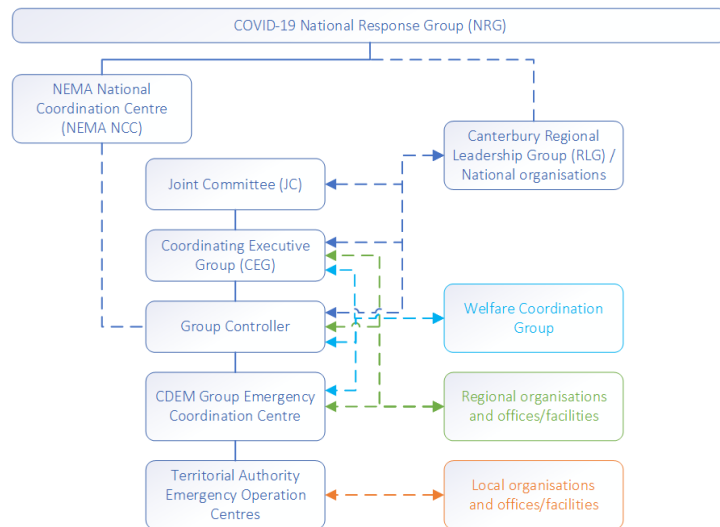 COVID-19 National Response Group (NRG)
NEMA National
Coordination Centre
(NEMA NCC)
Canterbury Regional
Leadership Group (RLG) /
National organisations
Joint Committee (JC)
Coordinating Executive
Group (CEG)
Group Controller
Welfare Coordination
Group
CDEM Group Emergency
Coordination Centre
Regional organisations
and offices/facilities
Territorial Authority
Emergency Operation
Centres
Local organisations
and offices/facilities